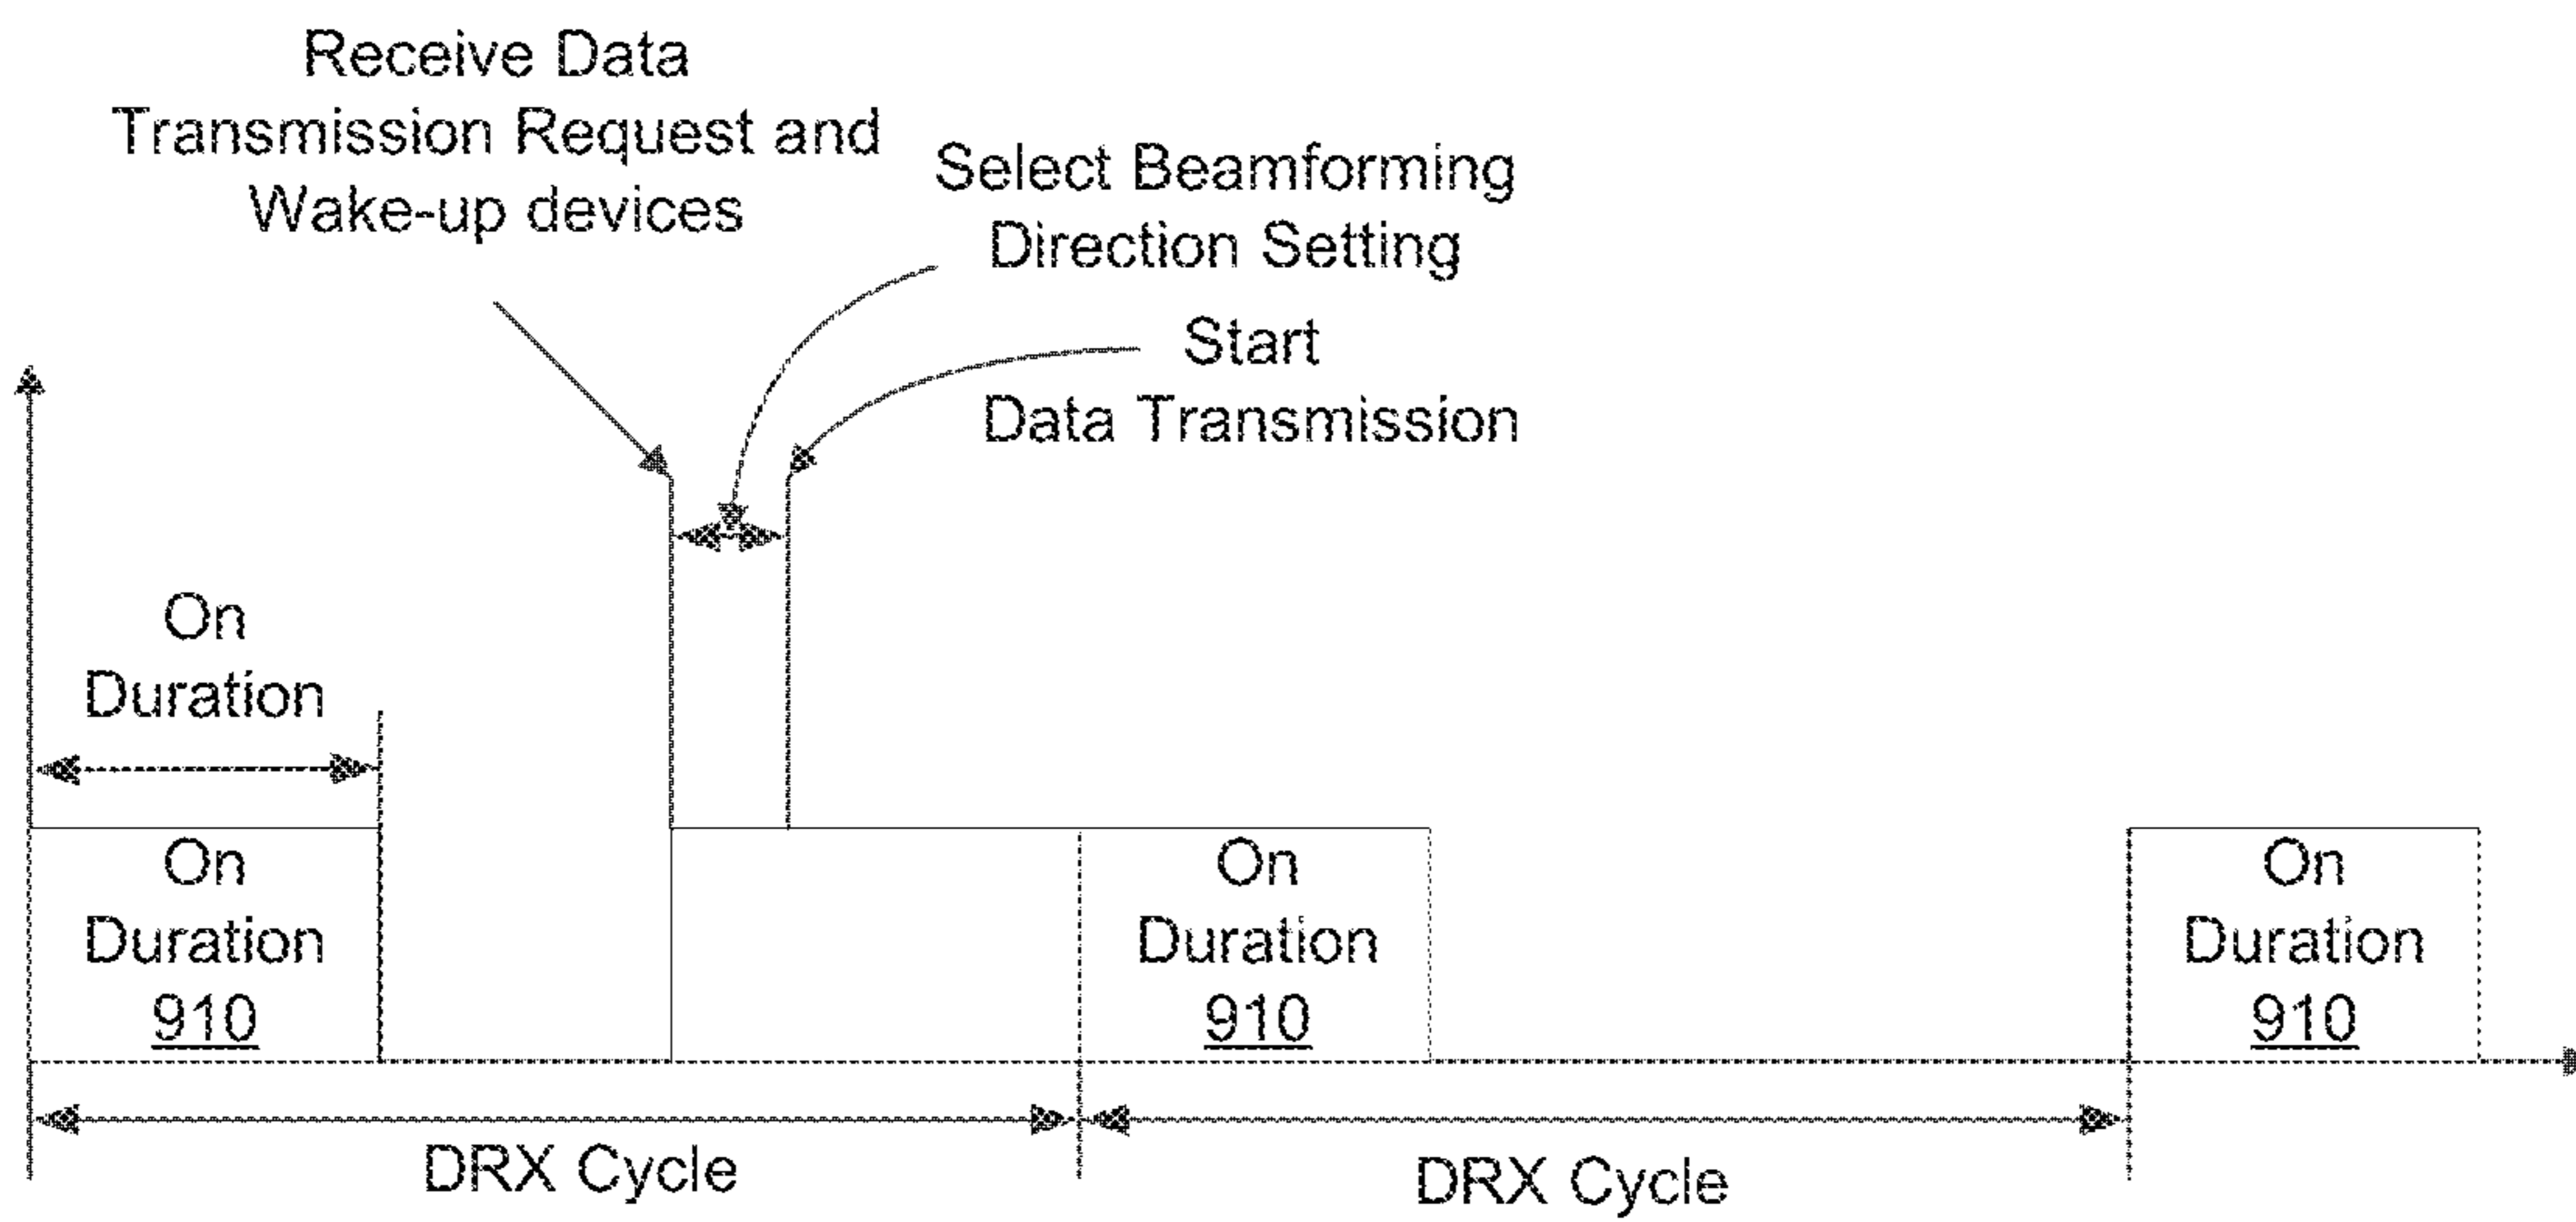 Receive Data
Transmission Request and
Wake-up devices
Select Beamforming
Direction Setting
Start
Data Transmission
On
Duration
On
Duration
910
On
Duration
910
On
Duration
910
DRX Cycle
DRX Cycle